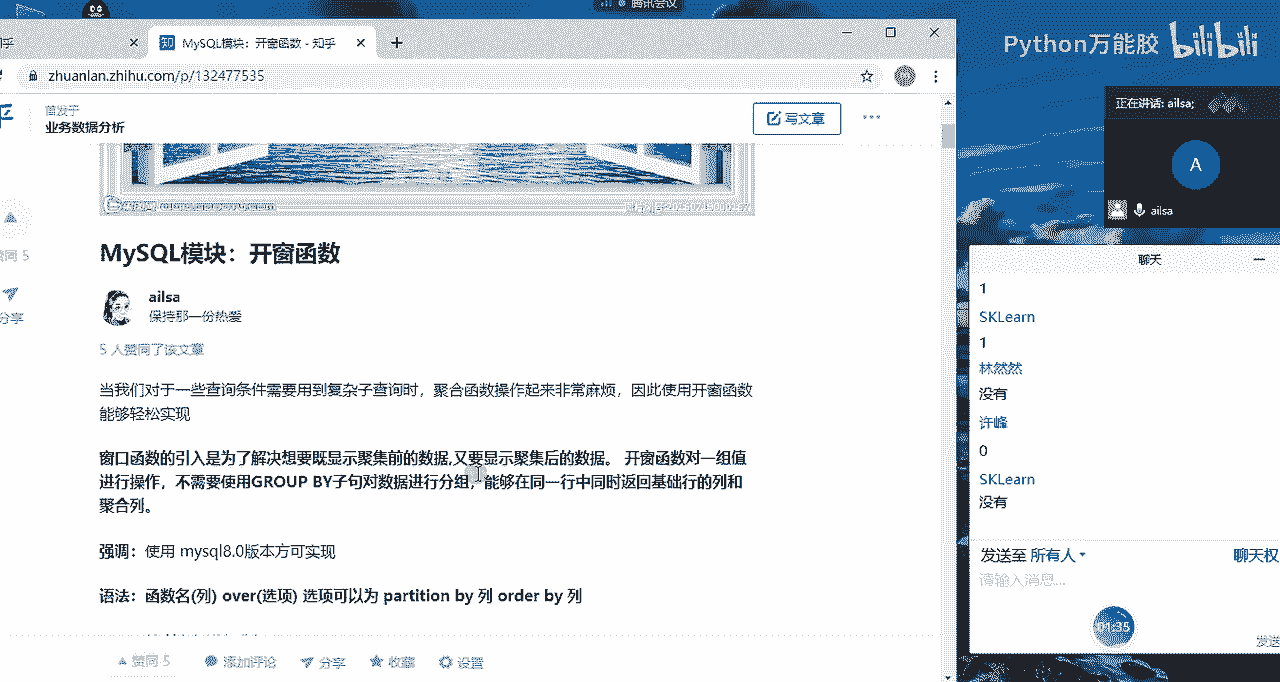 腾讯会议
乎
MySQL模块：开窗函数 - 知乎
zhuanlan.zhihu.com/p/132477535
首发于
业务数据分析
写文章
MySQL模块：开窗函数
ailsa
保持那一份热爱
5 人赞同了该文章
赞同 5
分享
当我们对于一些查询条件需要用到复杂子查询时，聚合函数操作起来非常麻烦，因此使用开窗函数
能够轻松实现
窗口函数的引入是为了解决想要既显示聚集前的数据,又要显示聚集后的数据。 开窗函数对一组值
进行操作，不需要使用GROUP BY子句对数据进行分组，能够在同一行中同时返回基础行的列和
聚合列。
强调：使用 mysql8.0版本方可实现
语法：函数名(列) over(选项) 选项可以为 partition by 列 order by 列
赞同 5
添加评论
分享
收藏
设置
Python万能胶 bilibili
正在讲话: ailsa;
A
ailsa
聊天
1
SKLearn
1
林然然
没有
许峰
0
SKLearn
没有
发送至 所有人
聊天权
请输入消息...
01:35
发送